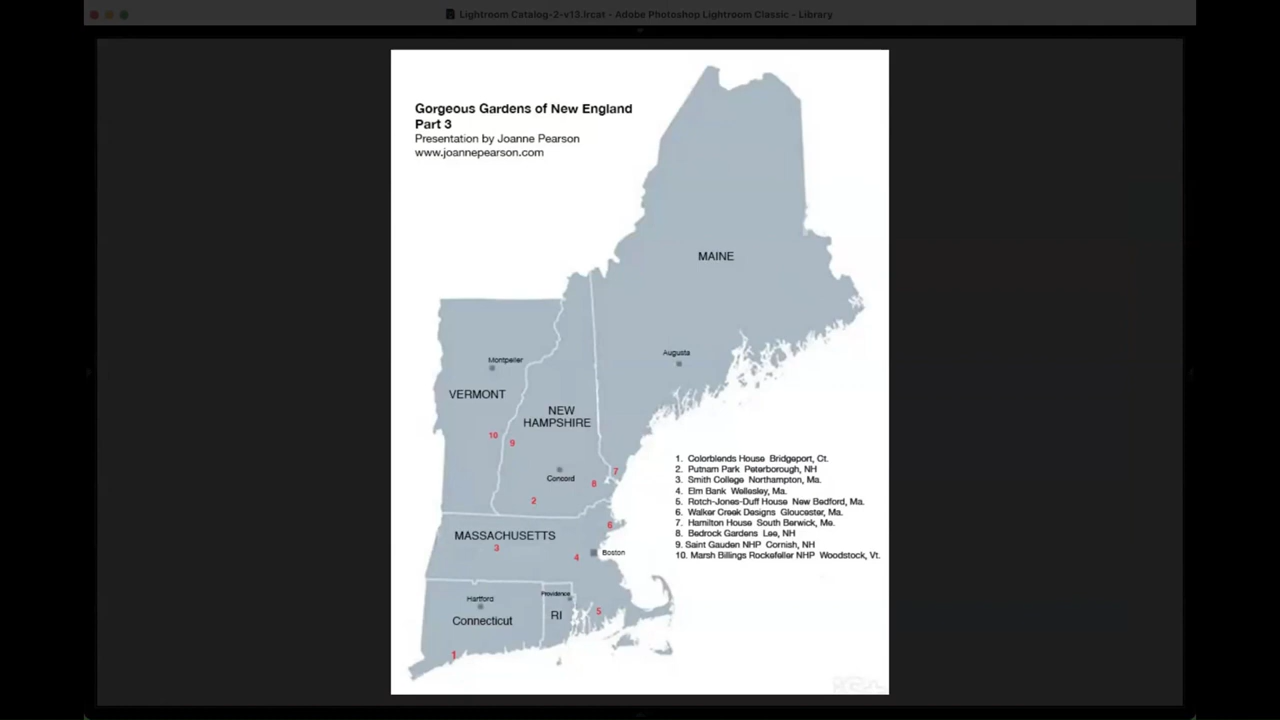 Lightroom Catalog-2-v13.lrcat - Adobe Photoshop Lightroom Classic - Library
Gorgeous Gardens of New England
Part 3
Presentation by Joanne Pearson
www.joannepearson.com
MAINE
Augusta
Montpelier
VERMONT
NEW
HAMPSHIRE
10
9
Concord
7
8
2
1. Colorblends House Bridgeport, Ct.
2. Putnam Park Peterborough, NH
3. Smith College Northampton, Ma.
4. Elm Bank Wellesley, Ma.
5. Rotch-Jones-Duff House New Bedford, Ma.
6. Walker Creek Designs Gloucester, Ma.
7. Hamilton House South Berwick, Me.
8. Bedrock Gardens Lee, NH
9. Saint Gauden NHP Cornish, NH
10. Marsh Billings Rockefeller NHP Woodstock, Vt.
6
MASSACHUSETTS
3
4
Boston
Hartford
Providence
Connecticut
RI
5
1